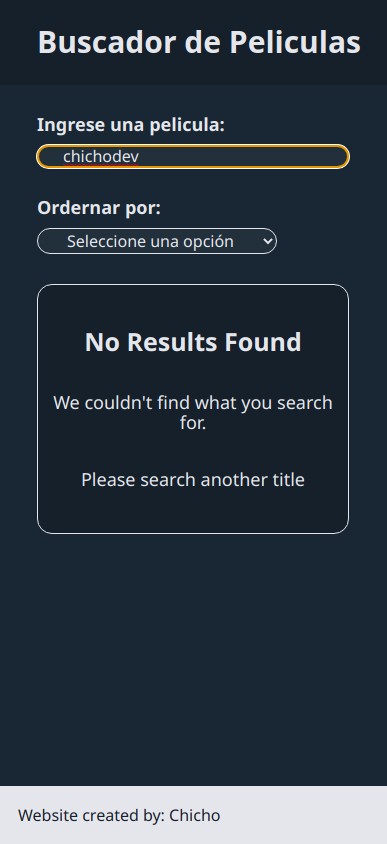 Buscador de Peliculas
Ingrese una pelicula:
chichodev
Ordernar por:
Seleccione una opción
No Results Found
We couldn't find what you search
for.
Please search another title
Website created by: Chicho